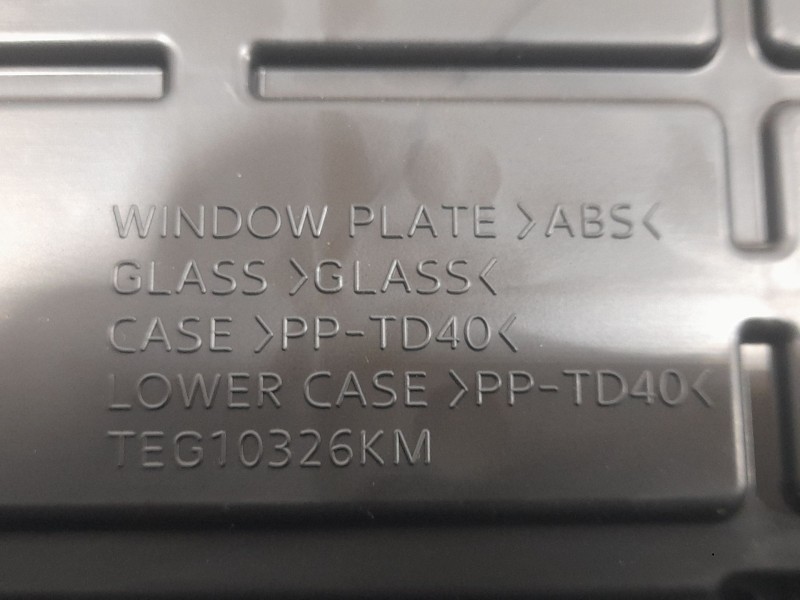 WINDOW PLATE >ABS<
GLASS >GLASS<
CASE >PP-TD40<
LOWER CASE >PP-TD40<
TEG10326KM